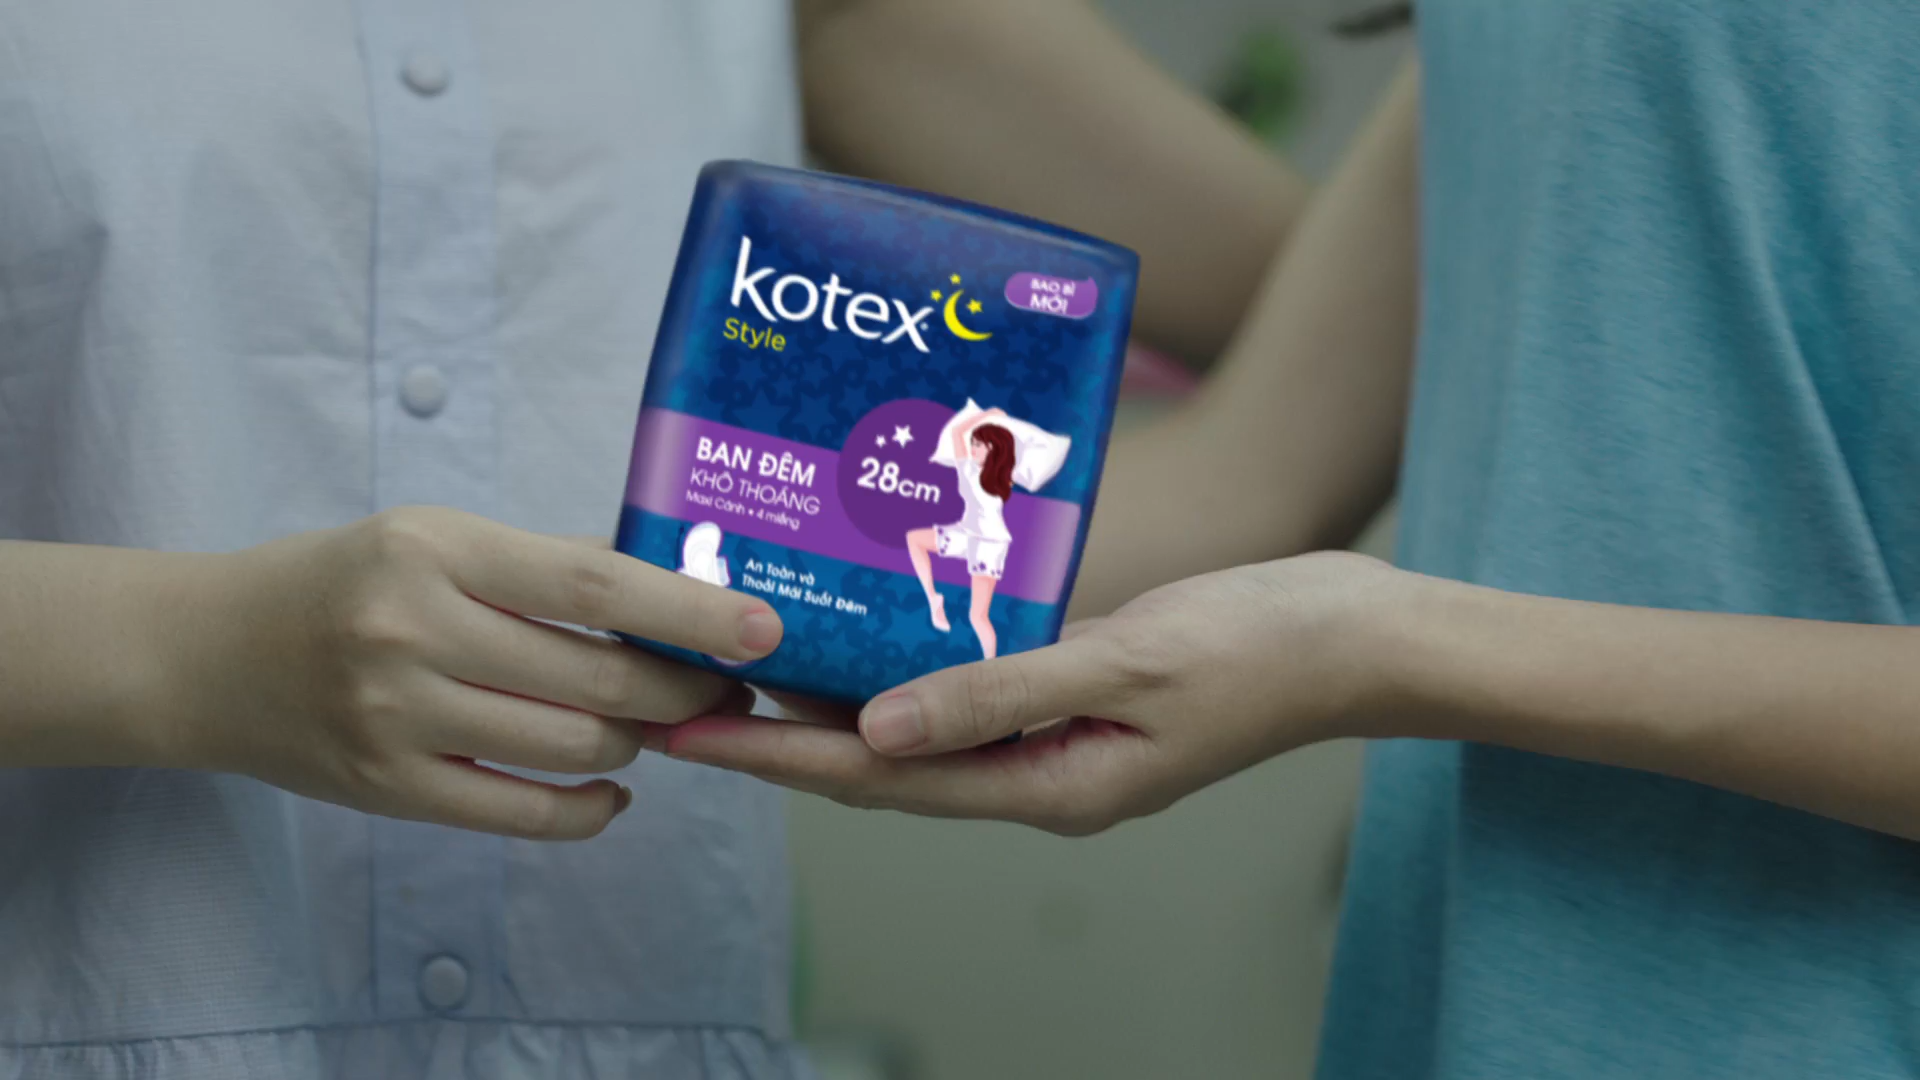 kotex
Style
BAO BÌ
MỚI
BAN ĐÊM
KHÔ THOÁNG
Maxi Cánh • 4 miếng
28cm
An Toàn và
Thoải Mái Suốt Đêm